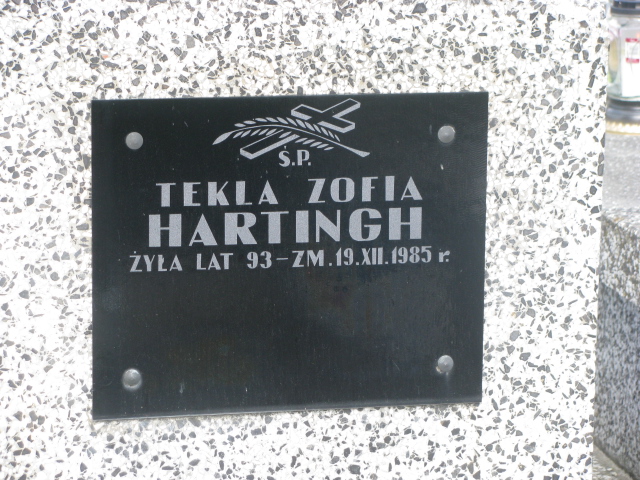 Ś.P.
TEKLA ZOFIA
HARTINGH
ŻYŁA LAT 93 – ZM. 19.XII.1985 r.